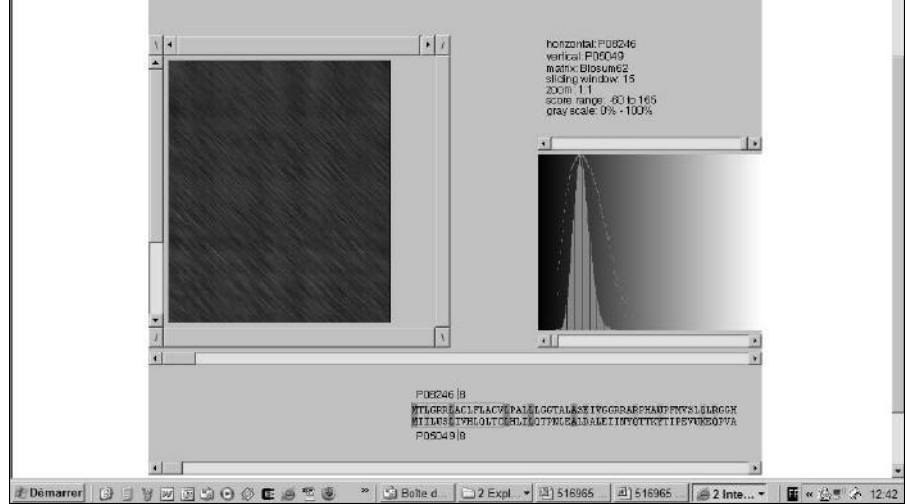 horizontal: P08246
vertical: P05049
matrix: Blosum62
sliding window: 15
zoom: 1:1
score range: -60 to 165
gray scale: 0% - 100%
P08246 |8
MTLGRRLACLFLACVLPALLLGGTALASEIVGGRRARPHAWPFMVSLQLRGGH
P05049 |8
Démarrer
Boîte d...
2 Expl...
516965 ...
516965 ...
2 Inte...
12:42